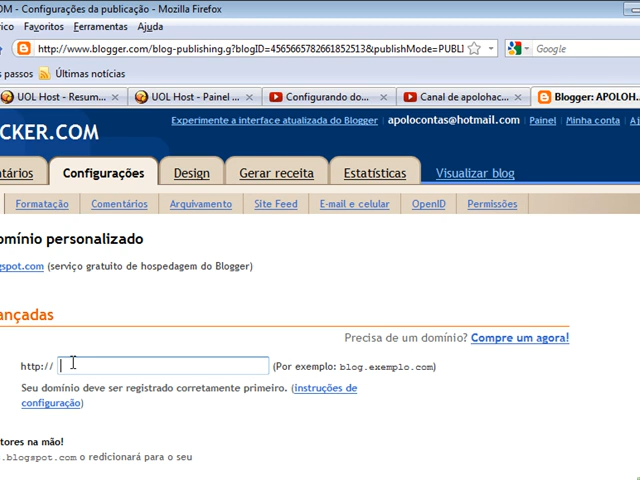 OM - Configurações da publicação - Mozilla Firefox
rico Favoritos Ferramentas Ajuda
http://www.blogger.com/blog-publishing.g?blogID=4565665782661852513&publishMode=PUBLI Google
s passos Últimas notícias
UOL Host - Resum... UOL Host - Painel ... Configurando do... Canal de apolohac... Blogger: APOLOH...
CKER.COM
Experimente a interface atualizada do Blogger apolocontas@hotmail.com Painel Minha conta Aj
ntários Configurações Design Gerar receita Estatísticas Visualizar blog
Formatação Comentários Arquivamento Site Feed E-mail e celular OpenID Permissões
omínio personalizado
gspot.com (serviço gratuito de hospedagem do Blogger)
ançadas
Precisa de um domínio? Compre um agora!
http:// (Por exemplo: blog.exemplo.com)
Seu domínio deve ser registrado corretamente primeiro. (instruções de
configuração)
tores na mão!
.blogspot.com o redicionará para o seu